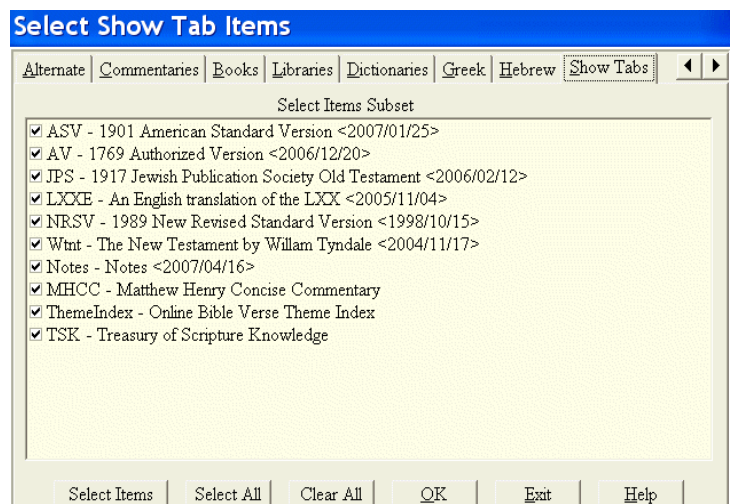 Select Show Tab Items
Alternate Commentaries Books Libraries Dictionaries Greek Hebrew Show Tabs
Select Items Subset
ASV - 1901 American Standard Version <2007/01/25>
AV - 1769 Authorized Version <2006/12/20>
JPS - 1917 Jewish Publication Society Old Testament <2006/02/12>
LXXE - An English translation of the LXX <2005/11/04>
NRSV - 1989 New Revised Standard Version <1998/10/15>
Wtnt - The New Testament by Willam Tyndale <2004/11/17>
Notes - Notes <2007/04/16>
MHCC - Matthew Henry Concise Commentary
ThemeIndex - Online Bible Verse Theme Index
TSK - Treasury of Scripture Knowledge
Select Items Select All Clear All OK Exit Help